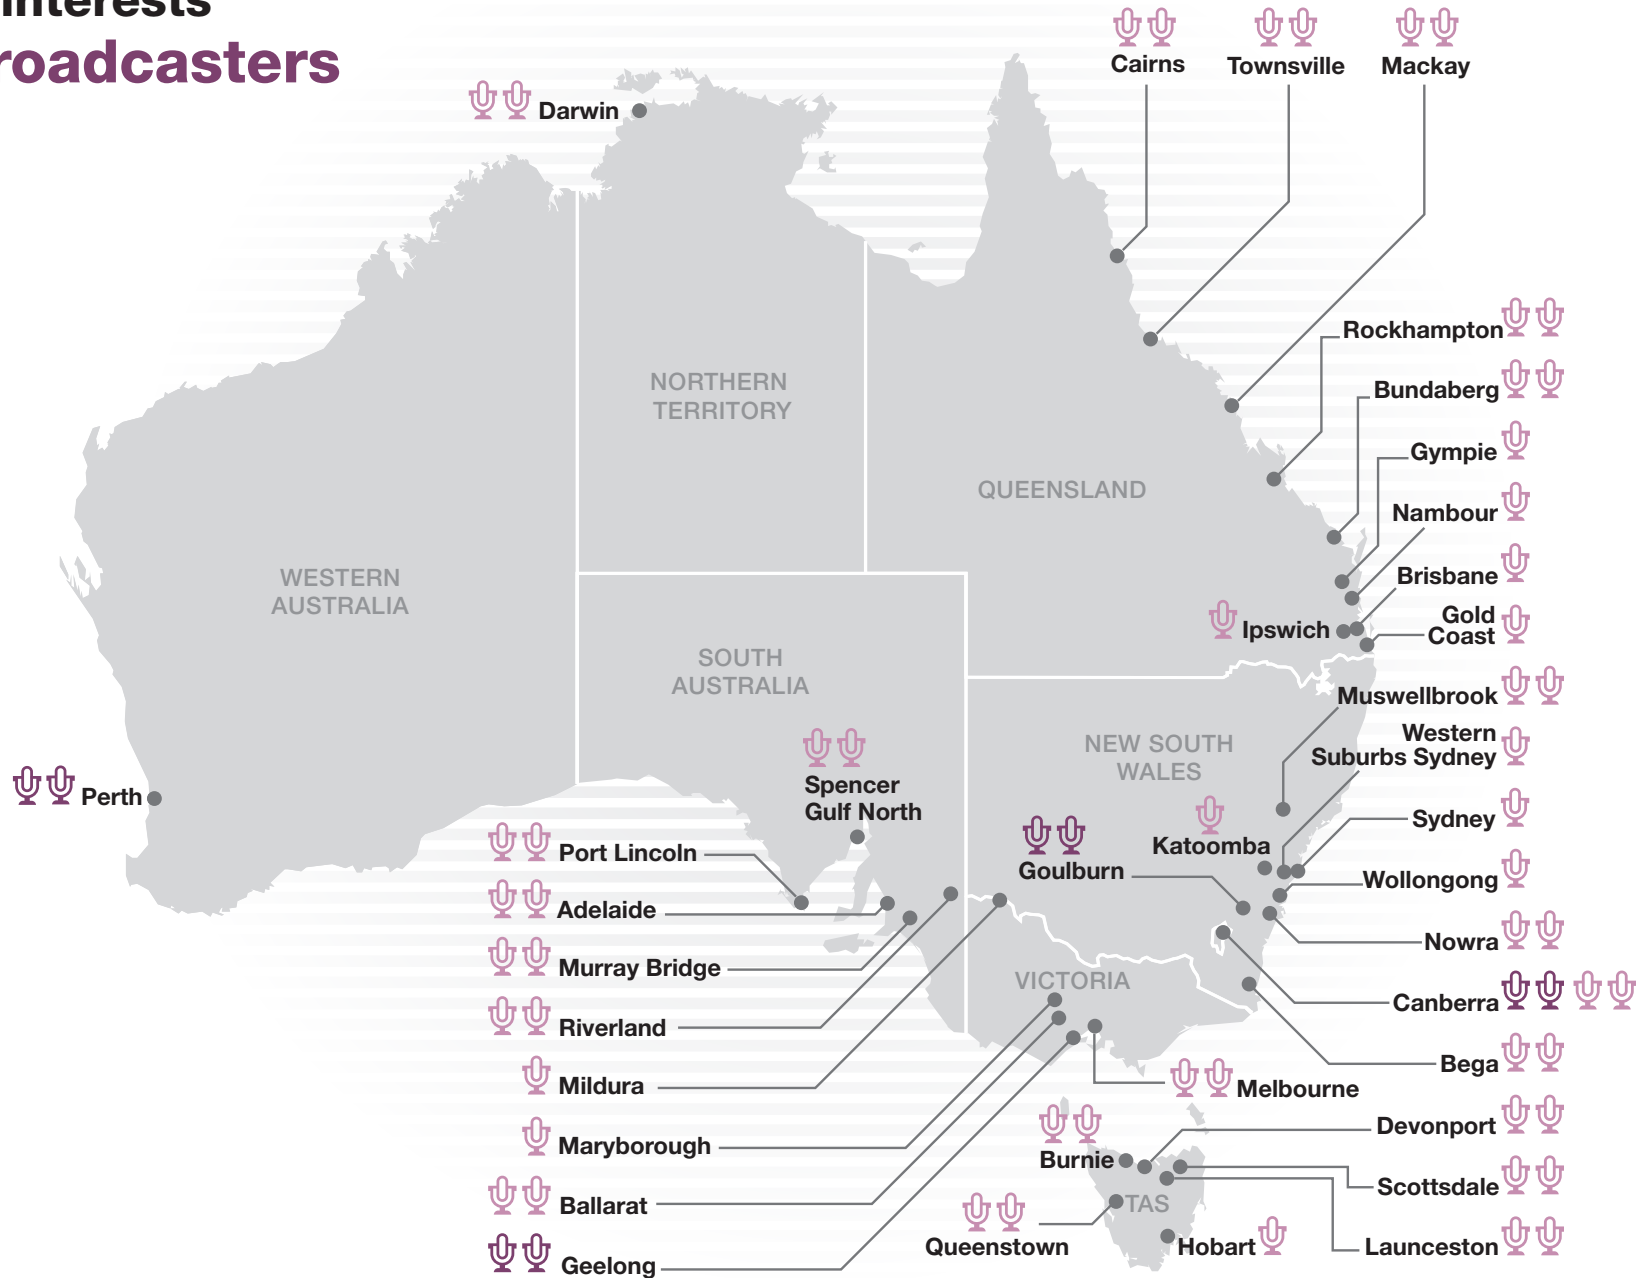 interests
roadcasters
Cairns
Townsville
Mackay
Darwin
Rockhampton
NORTHERN
TERRITORY
Bundaberg
Gympie
QUEENSLAND
Nambour
WESTERN
AUSTRALIA
Brisbane
Gold
Coast
Ipswich
SOUTH
AUSTRALIA
Muswellbrook
Western
Suburbs Sydney
NEW SOUTH
WALES
Spencer
Gulf North
Perth
Sydney
Katoomba
Port Lincoln
Goulburn
Wollongong
Adelaide
Nowra
Murray Bridge
VICTORIA
Canberra
Riverland
Bega
Mildura
Melbourne
Devonport
Maryborough
Burnie
Scottsdale
Ballarat
TAS
Queenstown
Hobart
Launceston
Geelong